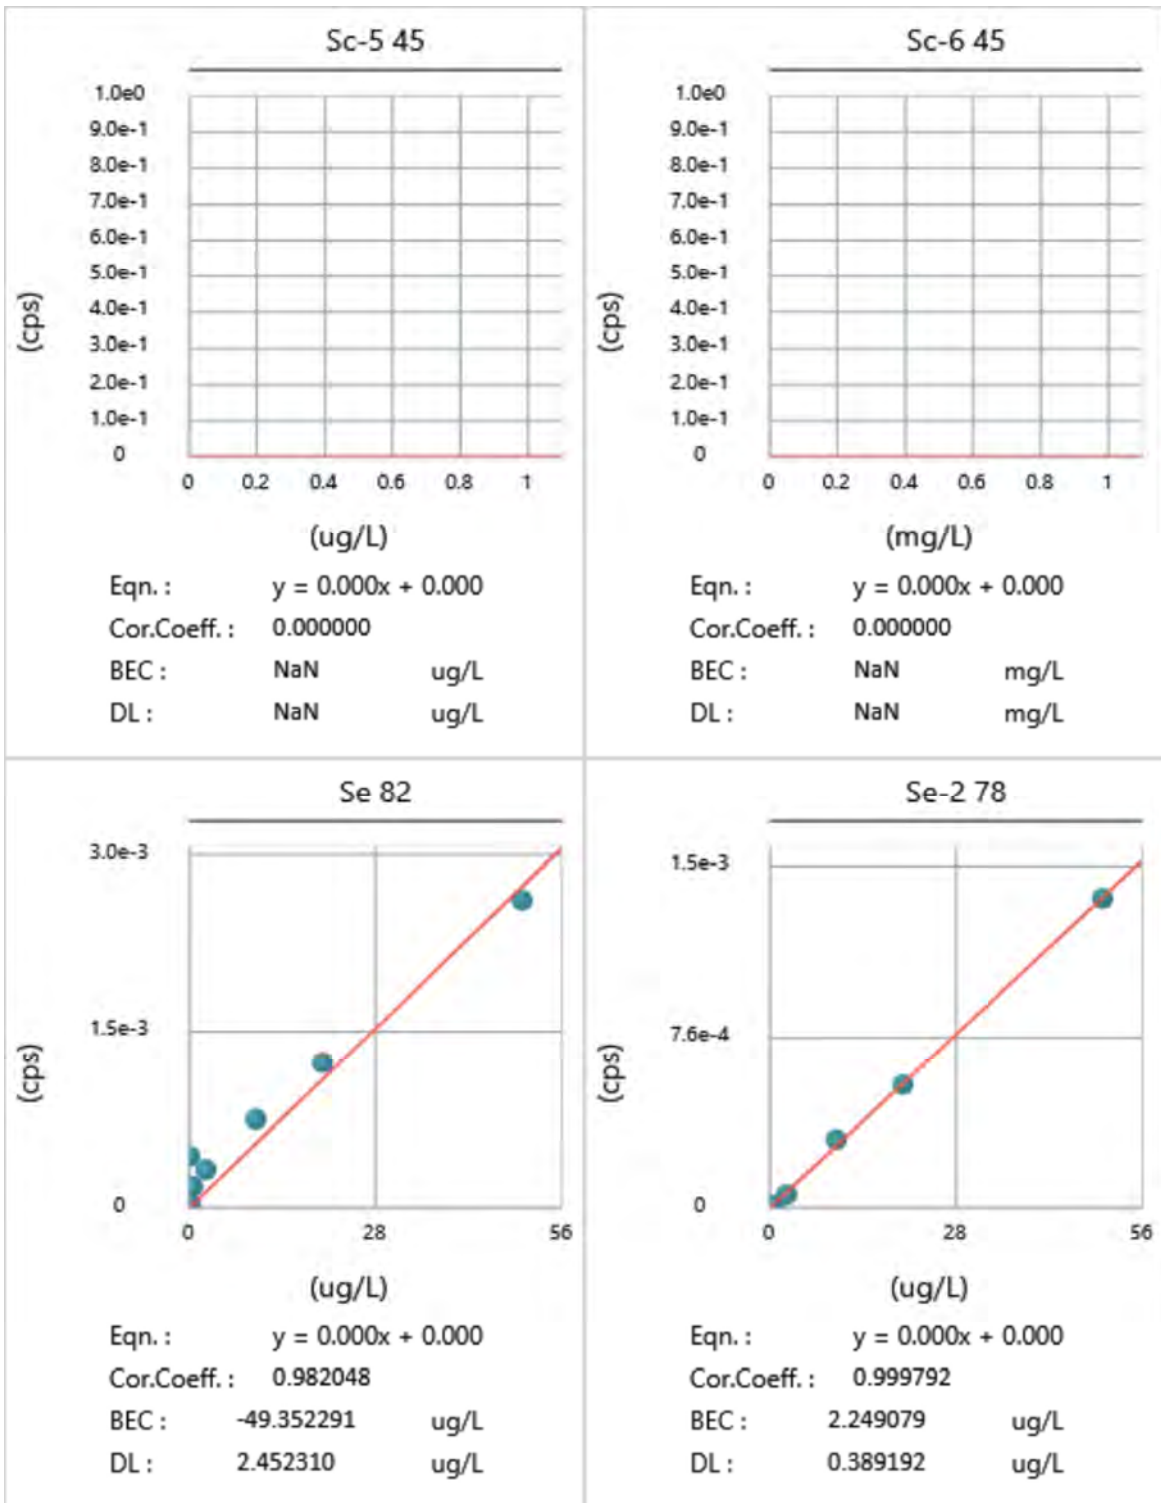 Sc-5 45
1.0e0
9.0e-1
8.0e-1
7.0e-1
6.0e-1
5.0e-1
4.0e-1
3.0e-1
2.0e-1
1.0e-1
0
(cps)
0 0.2 0.4 0.6 0.8 1
(ug/L)
Eqn. : y = 0.000x + 0.000
Cor.Coeff. : 0.000000
BEC : NaN ug/L
DL : NaN ug/L
Sc-6 45
1.0e0
9.0e-1
8.0e-1
7.0e-1
6.0e-1
5.0e-1
4.0e-1
3.0e-1
2.0e-1
1.0e-1
0
(cps)
0 0.2 0.4 0.6 0.8 1
(mg/L)
Eqn. : y = 0.000x + 0.000
Cor.Coeff. : 0.000000
BEC : NaN mg/L
DL : NaN mg/L
Se 82
3.0e-3
1.5e-3
0
(cps)
0 28 56
(ug/L)
Eqn. : y = 0.000x + 0.000
Cor.Coeff. : 0.982048
BEC : -49.352291 ug/L
DL : 2.452310 ug/L
Se-2 78
1.5e-3
7.6e-4
0
(cps)
0 28 56
(ug/L)
Eqn. : y = 0.000x + 0.000
Cor.Coeff. : 0.999792
BEC : 2.249079 ug/L
DL : 0.389192 ug/L